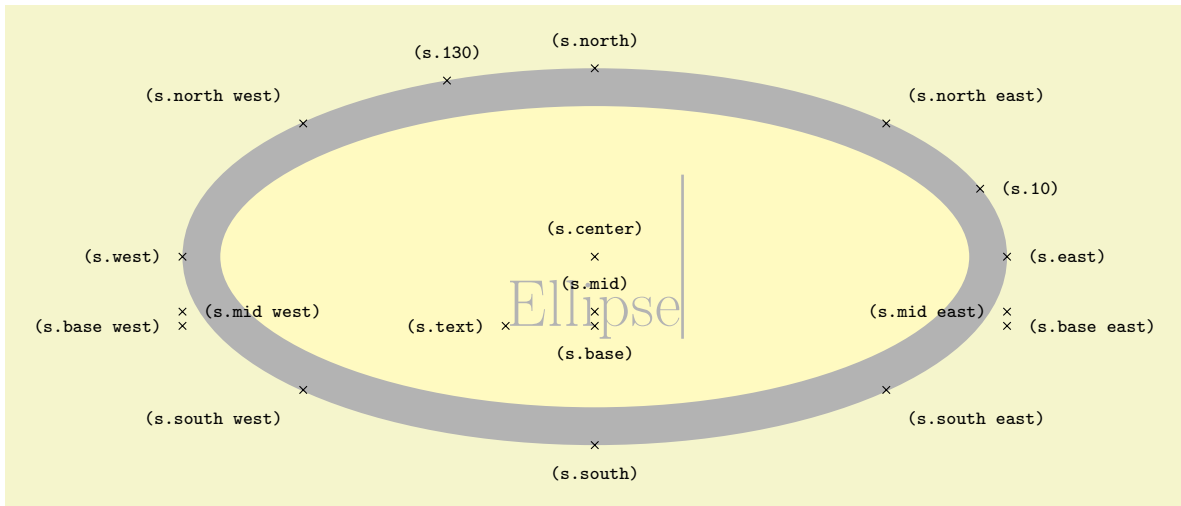 (s.north)
(s.130)
(s.north west)
(s.north east)
(s.10)
(s.center)
(s.west)
(s.east)
(s.mid)
Ellipse
(s.mid west)
(s.mid east)
(s.base west)
(s.text)
(s.base east)
(s.base)
(s.south west)
(s.south east)
(s.south)